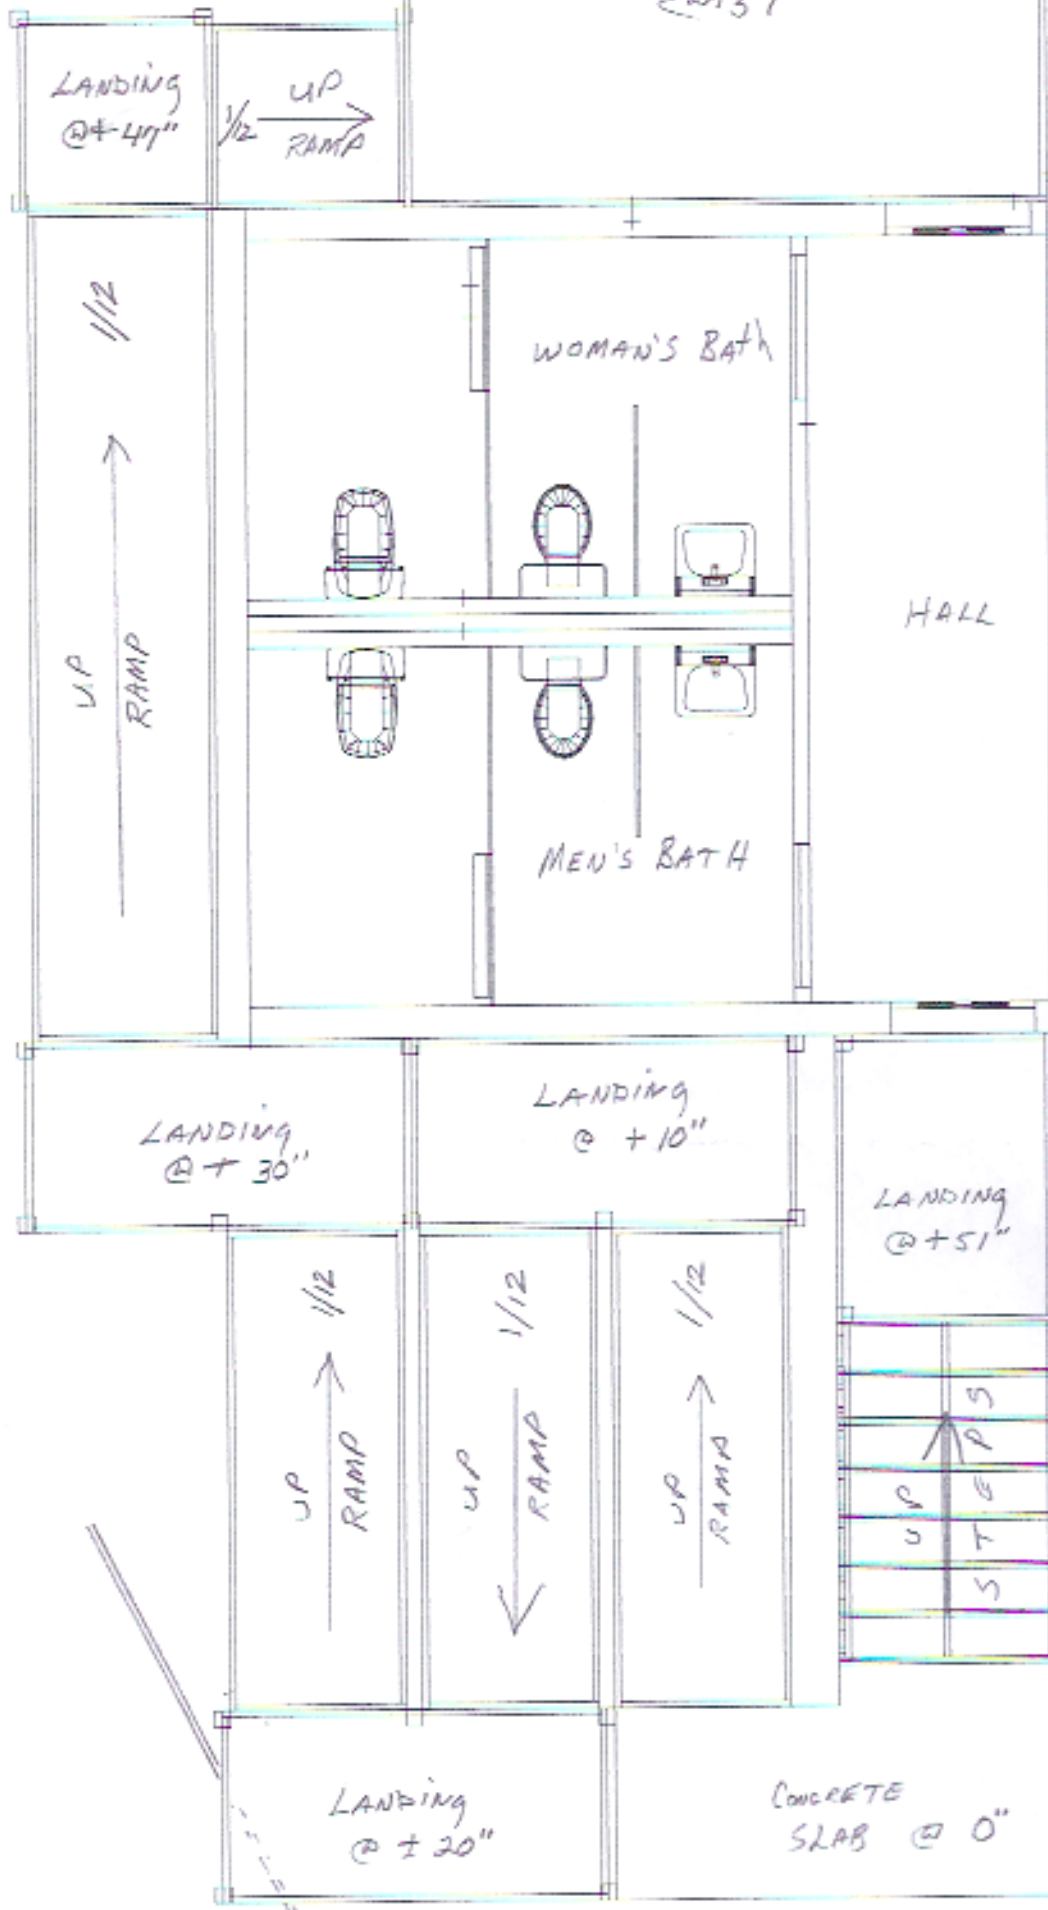 LANDING
@+ 47"
1/12
UP
RAMP
1/12
UP
RAMP
WOMAN'S BATH
HALL
MEN'S BATH
LANDING
@ + 30"
LANDING
@ +10"
LANDING
@ +51"
1/12
UP
RAMP
1/12
UP
RAMP
1/12
UP
RAMP
UP
STEPS
LANDING
@ ± 20"
CONCRETE
SLAB @ 0"